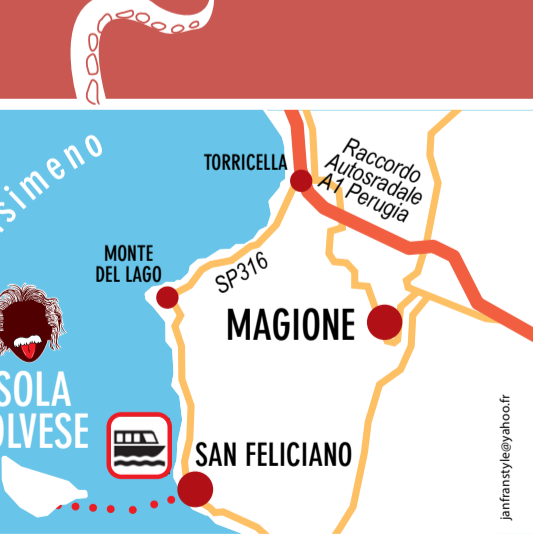 simeno
TORRICELLA
Raccordo
Autosradale
A1 Perugia
MONTE
DEL LAGO
SP316
MAGIONE
SOLA
OLVESE
SAN FELICIANO
janfranstyle@yahoo.fr